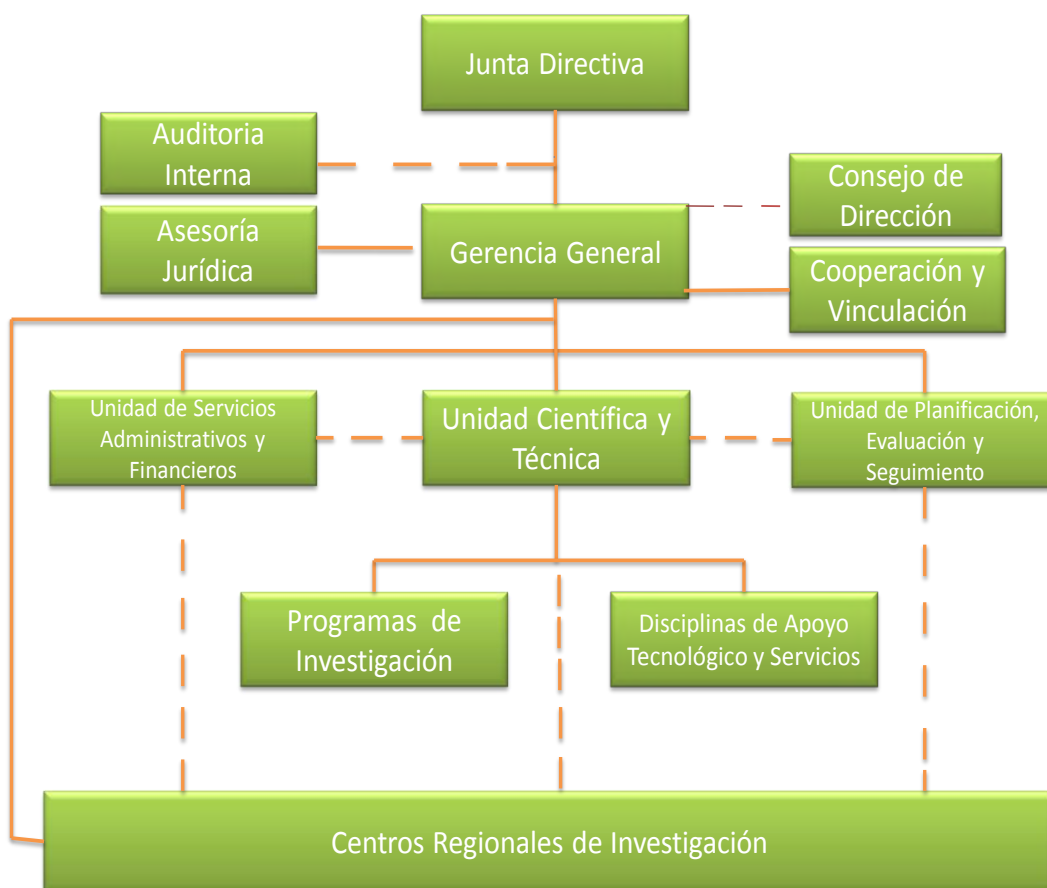 Junta Directiva
Auditoria
Interna
Consejo de
Dirección
Asesoría
Jurídica
Gerencia General
Cooperación y
Vinculación
Unidad de Servicios
Administrativos y
Financieros
Unidad Científica y
Técnica
Unidad de Planificación,
Evaluación y
Seguimiento
Programas de
Investigación
Disciplinas de Apoyo
Tecnológico y Servicios
Centros Regionales de Investigación